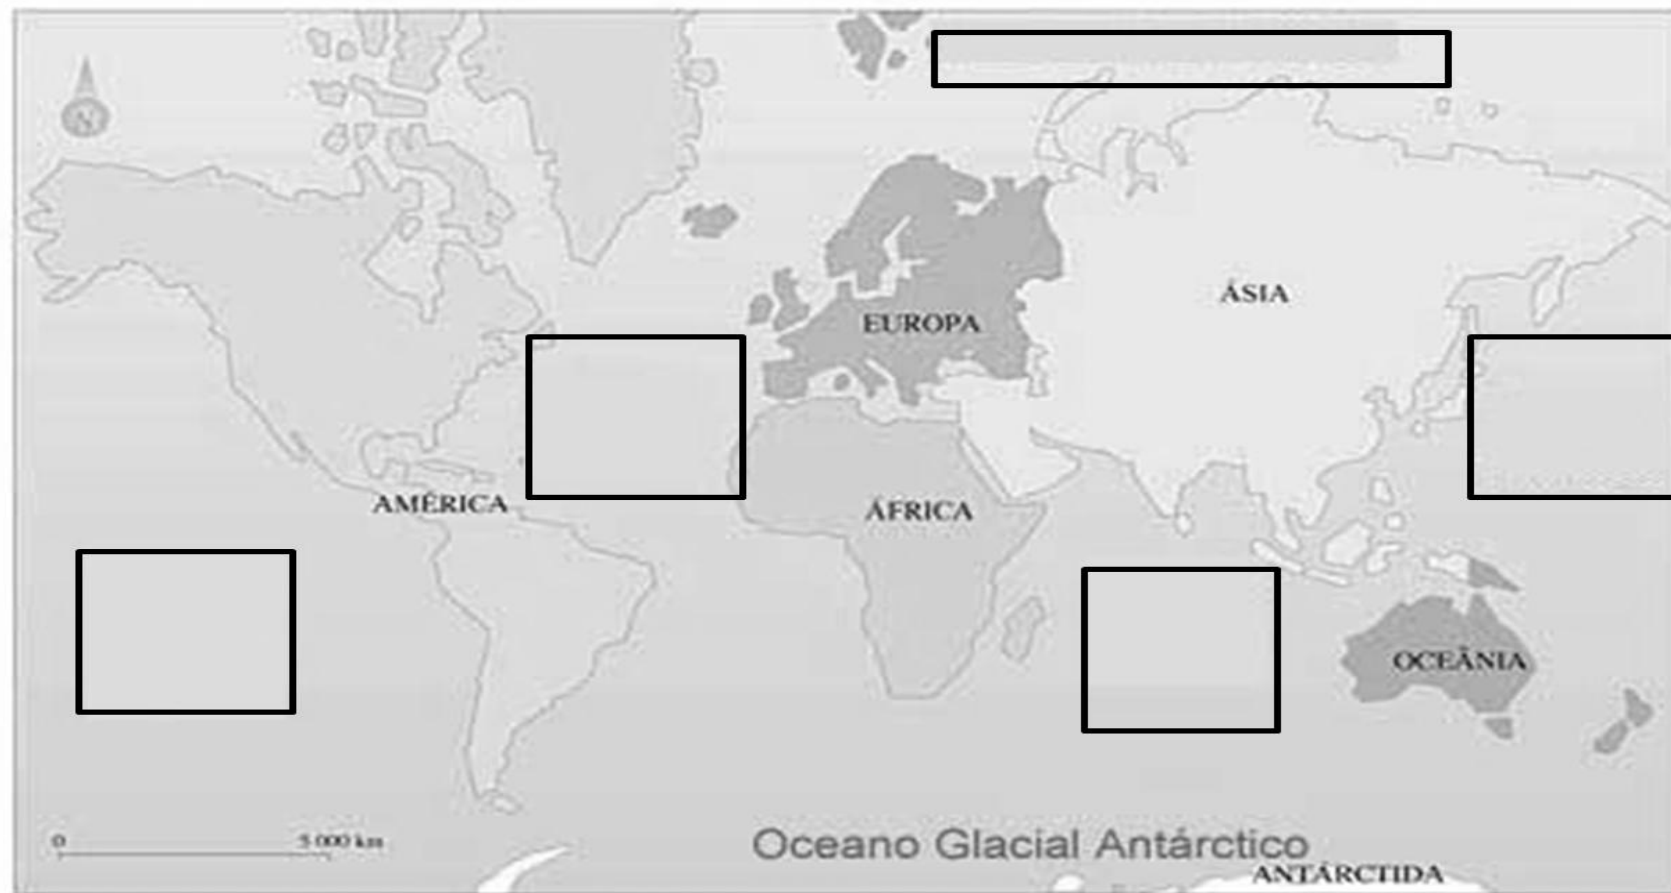 N
ÁSIA
EUROPA
AMÉRICA
ÁFRICA
OCEÂNIA
0 5 000 km
Oceano Glacial Antárctico
ANTÁRCTIDA